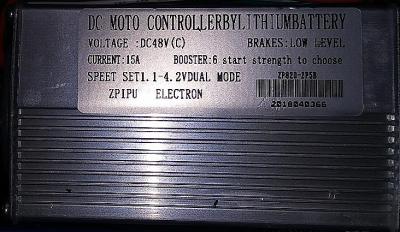 DC MOTO CONTROLLERBYLITHIUMBATTERY
VOLTAGE :DC48V(C) BRAKES:LOW LEVEL
CURRENT:15A BOOSTER:6 start strength to choose
SPEET SET1.1-4.2VDUAL MODE ZP820-ZPSB
ZPIPU ELECTRON 2018040366